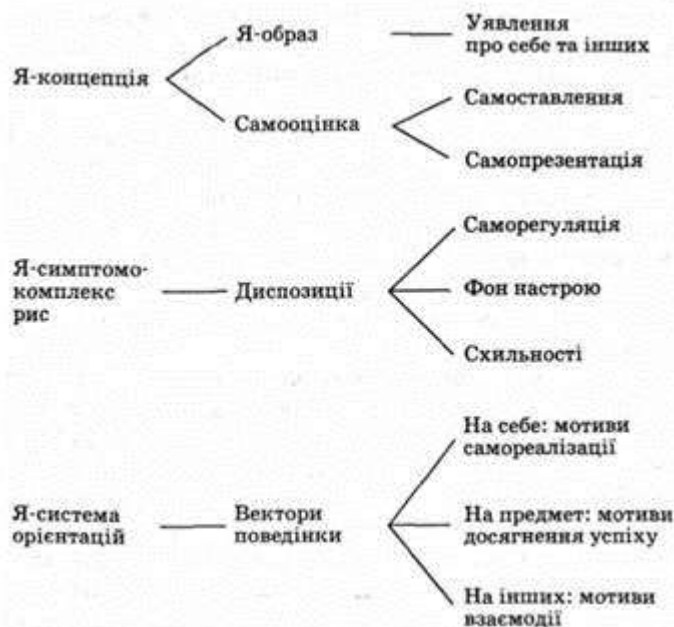 Я-концепція
Я-образ
Уявлення
про себе та інших
Самооцінка
Самоставлення
Самопрезентація
Я-симптомо-
комплекс
рис
Диспозиції
Саморегуляція
Фон настрою
Схильності
Я-система
орієнтацій
Вектори
поведінки
На себе: мотиви
самореалізації
На предмет: мотиви
досягнення успіху
На інших: мотиви
взаємодії